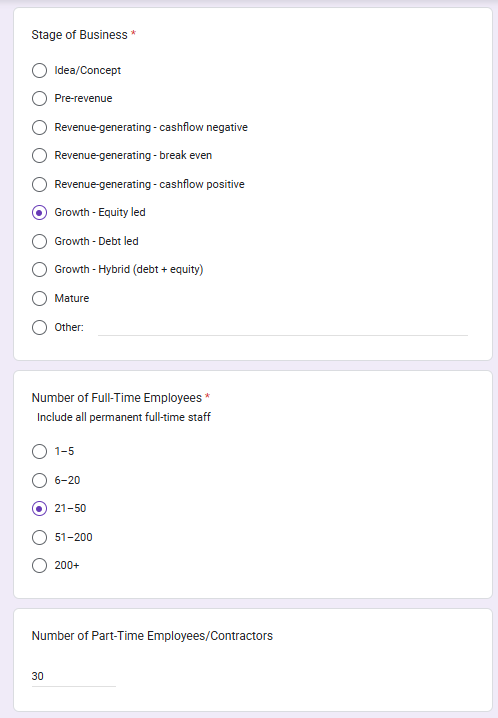 Stage of Business *
Idea/Concept
Pre-revenue
Revenue-generating - cashflow negative
Revenue-generating - break even
Revenue-generating - cashflow positive
Growth - Equity led
Growth - Debt led
Growth - Hybrid (debt + equity)
Mature
Other:
Number of Full-Time Employees *
Include all permanent full-time staff
1–5
6–20
21–50
51–200
200+
Number of Part-Time Employees/Contractors
30